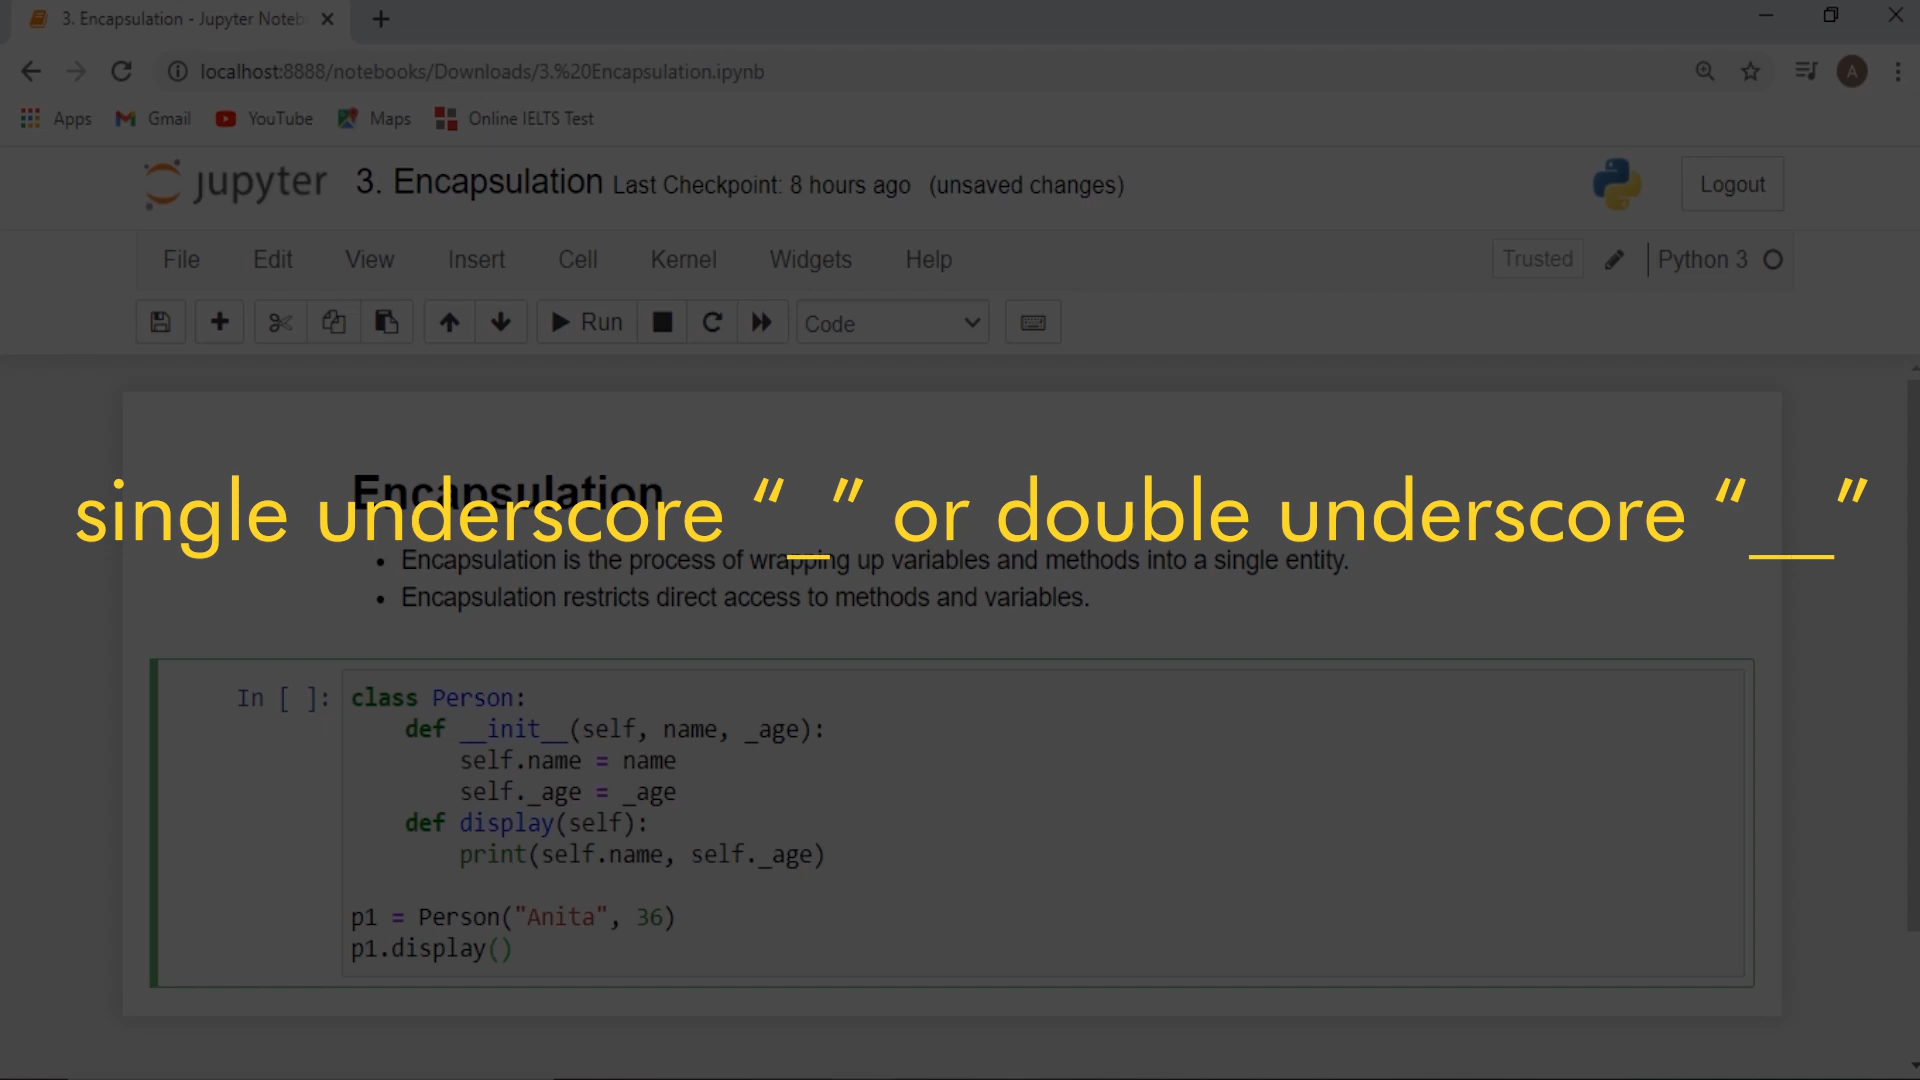 3. Encapsulation - Jupyter Noteb
localhost:8888/notebooks/Downloads/3.%20Encapsulation.ipynb
A
Apps Gmail YouTube Maps Online IELTS Test
jupyter 3. Encapsulation Last Checkpoint: 8 hours ago (unsaved changes)
Logout
File Edit View Insert Cell Kernel Widgets Help
Trusted Python 3
Run Code
Encapsulation
single underscore “_” or double underscore “__”
• Encapsulation is the process of wrapping up variables and methods into a single entity.
• Encapsulation restricts direct access to methods and variables.
In [ ]: class Person:
def __init__(self, name, _age):
self.name = name
self._age = _age
def display(self):
print(self.name, self._age)
p1 = Person("Anita", 36)
p1.display()